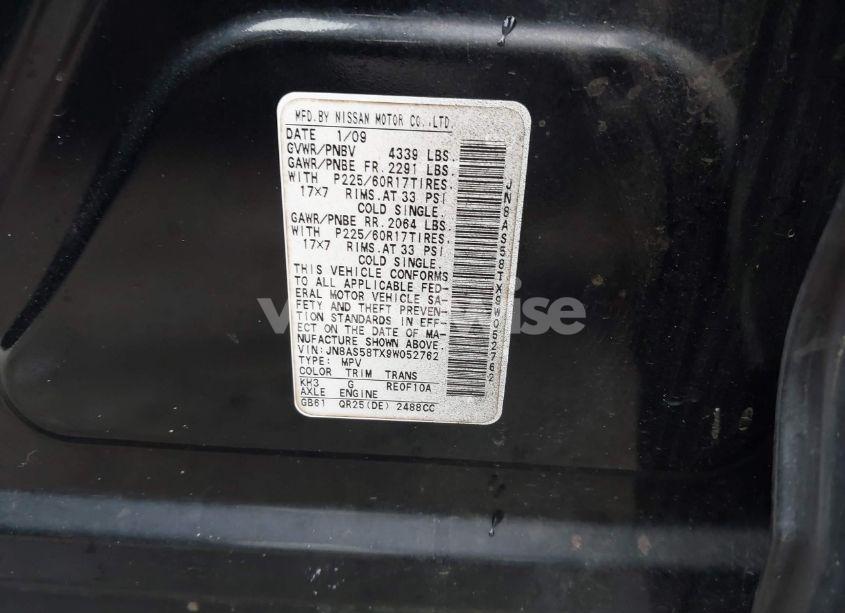 MFD.BY NISSAN MOTOR CO.,LTD.
DATE 1/09
GVWR/PNBV 4339 LBS.
GAWR/PNBE FR.2291 LBS.
WITH P225/60R17TIRES.
17X7 RIMS.AT 33 PSI
COLD SINGLE.
GAWR/PNBE RR.2064 LBS.
WITH P225/60R17TIRES.
17X7 RIMS.AT 33 PSI
COLD SINGLE.
THIS VEHICLE CONFORMS
TO ALL APPLICABLE FED-
ERAL MOTOR VEHICLE SA-
FETY AND THEFT PREVEN-
TION STANDARDS IN EFF-
ECT ON THE DATE OF MA-
NUFACTURE SHOWN ABOVE.
VIN:JN8AS58TX9W052762
TYPE: MPV
COLOR TRIM TRANS
KH3 G RE0F10A
AXLE ENGINE
GB61 QR25(DE) 2488CC
JN8AS58TX9W052762